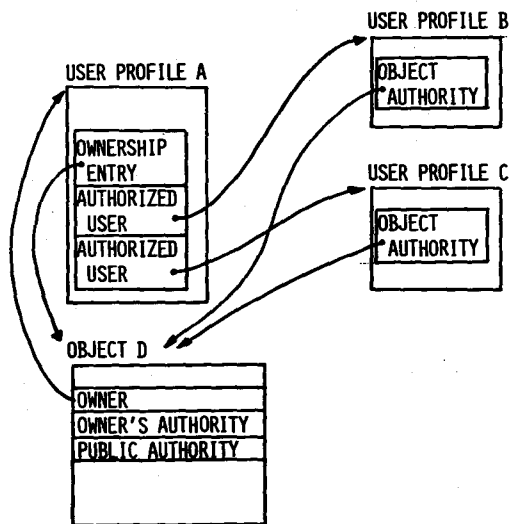 USER PROFILE B
USER PROFILE A
OBJECT
AUTHORITY
OWNERSHIP
ENTRY
AUTHORIZED
USER
AUTHORIZED
USER
USER PROFILE C
OBJECT
AUTHORITY
OBJECT D
OWNER
OWNER'S AUTHORITY
PUBLIC AUTHORITY